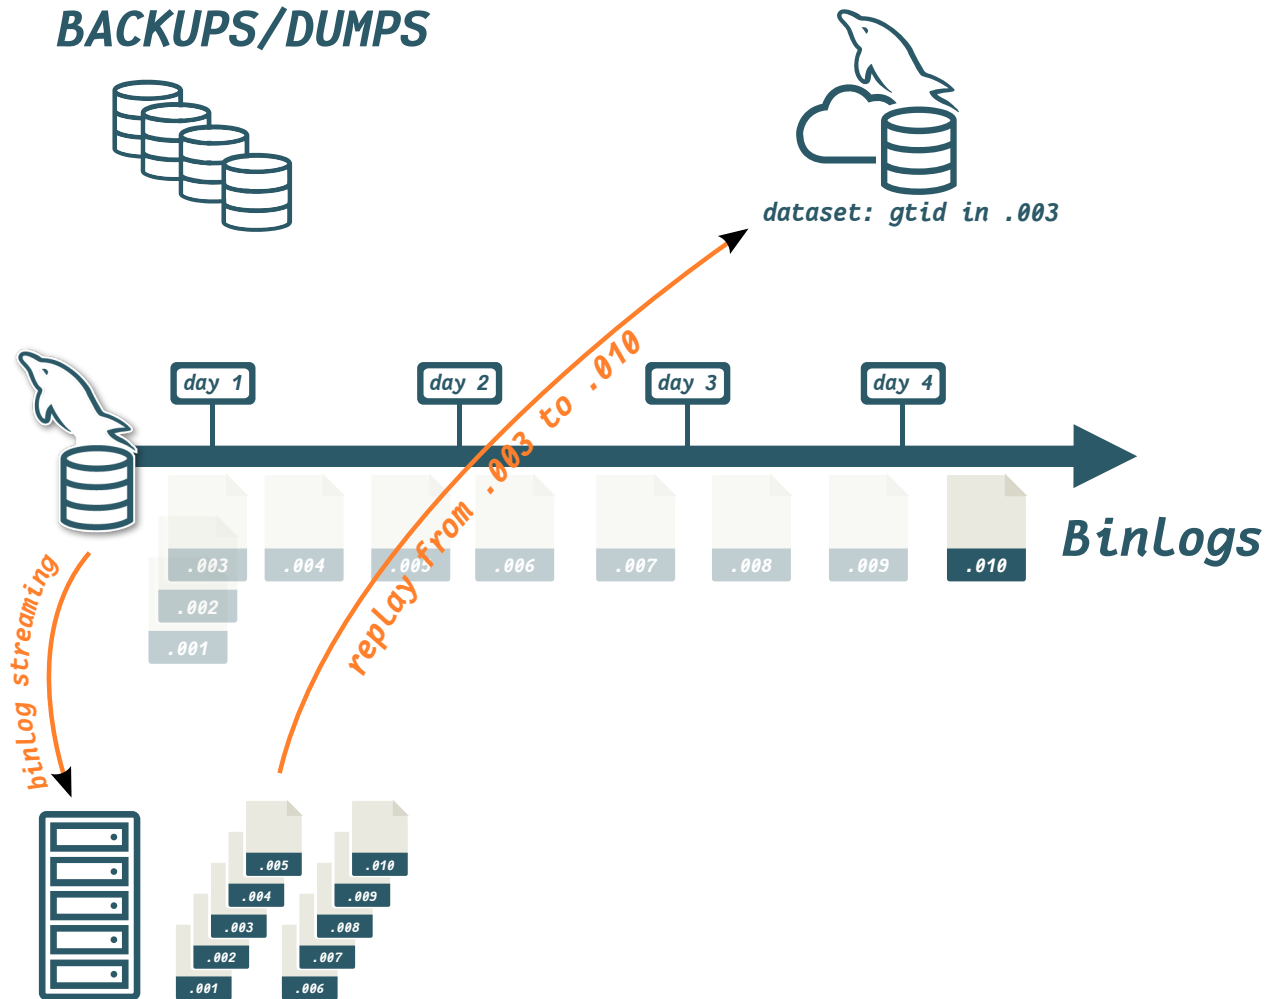 BACKUPS/DUMPS
dataset: gtid in .003
replay from .003 to .010
day 1
day 2
day 3
day 4
.003
.004
.005
.006
.007
.008
.009
.010
Binlogs
.002
.001
binlog streaming
.005
.010
.004
.009
.003
.008
.002
.007
.001
.006